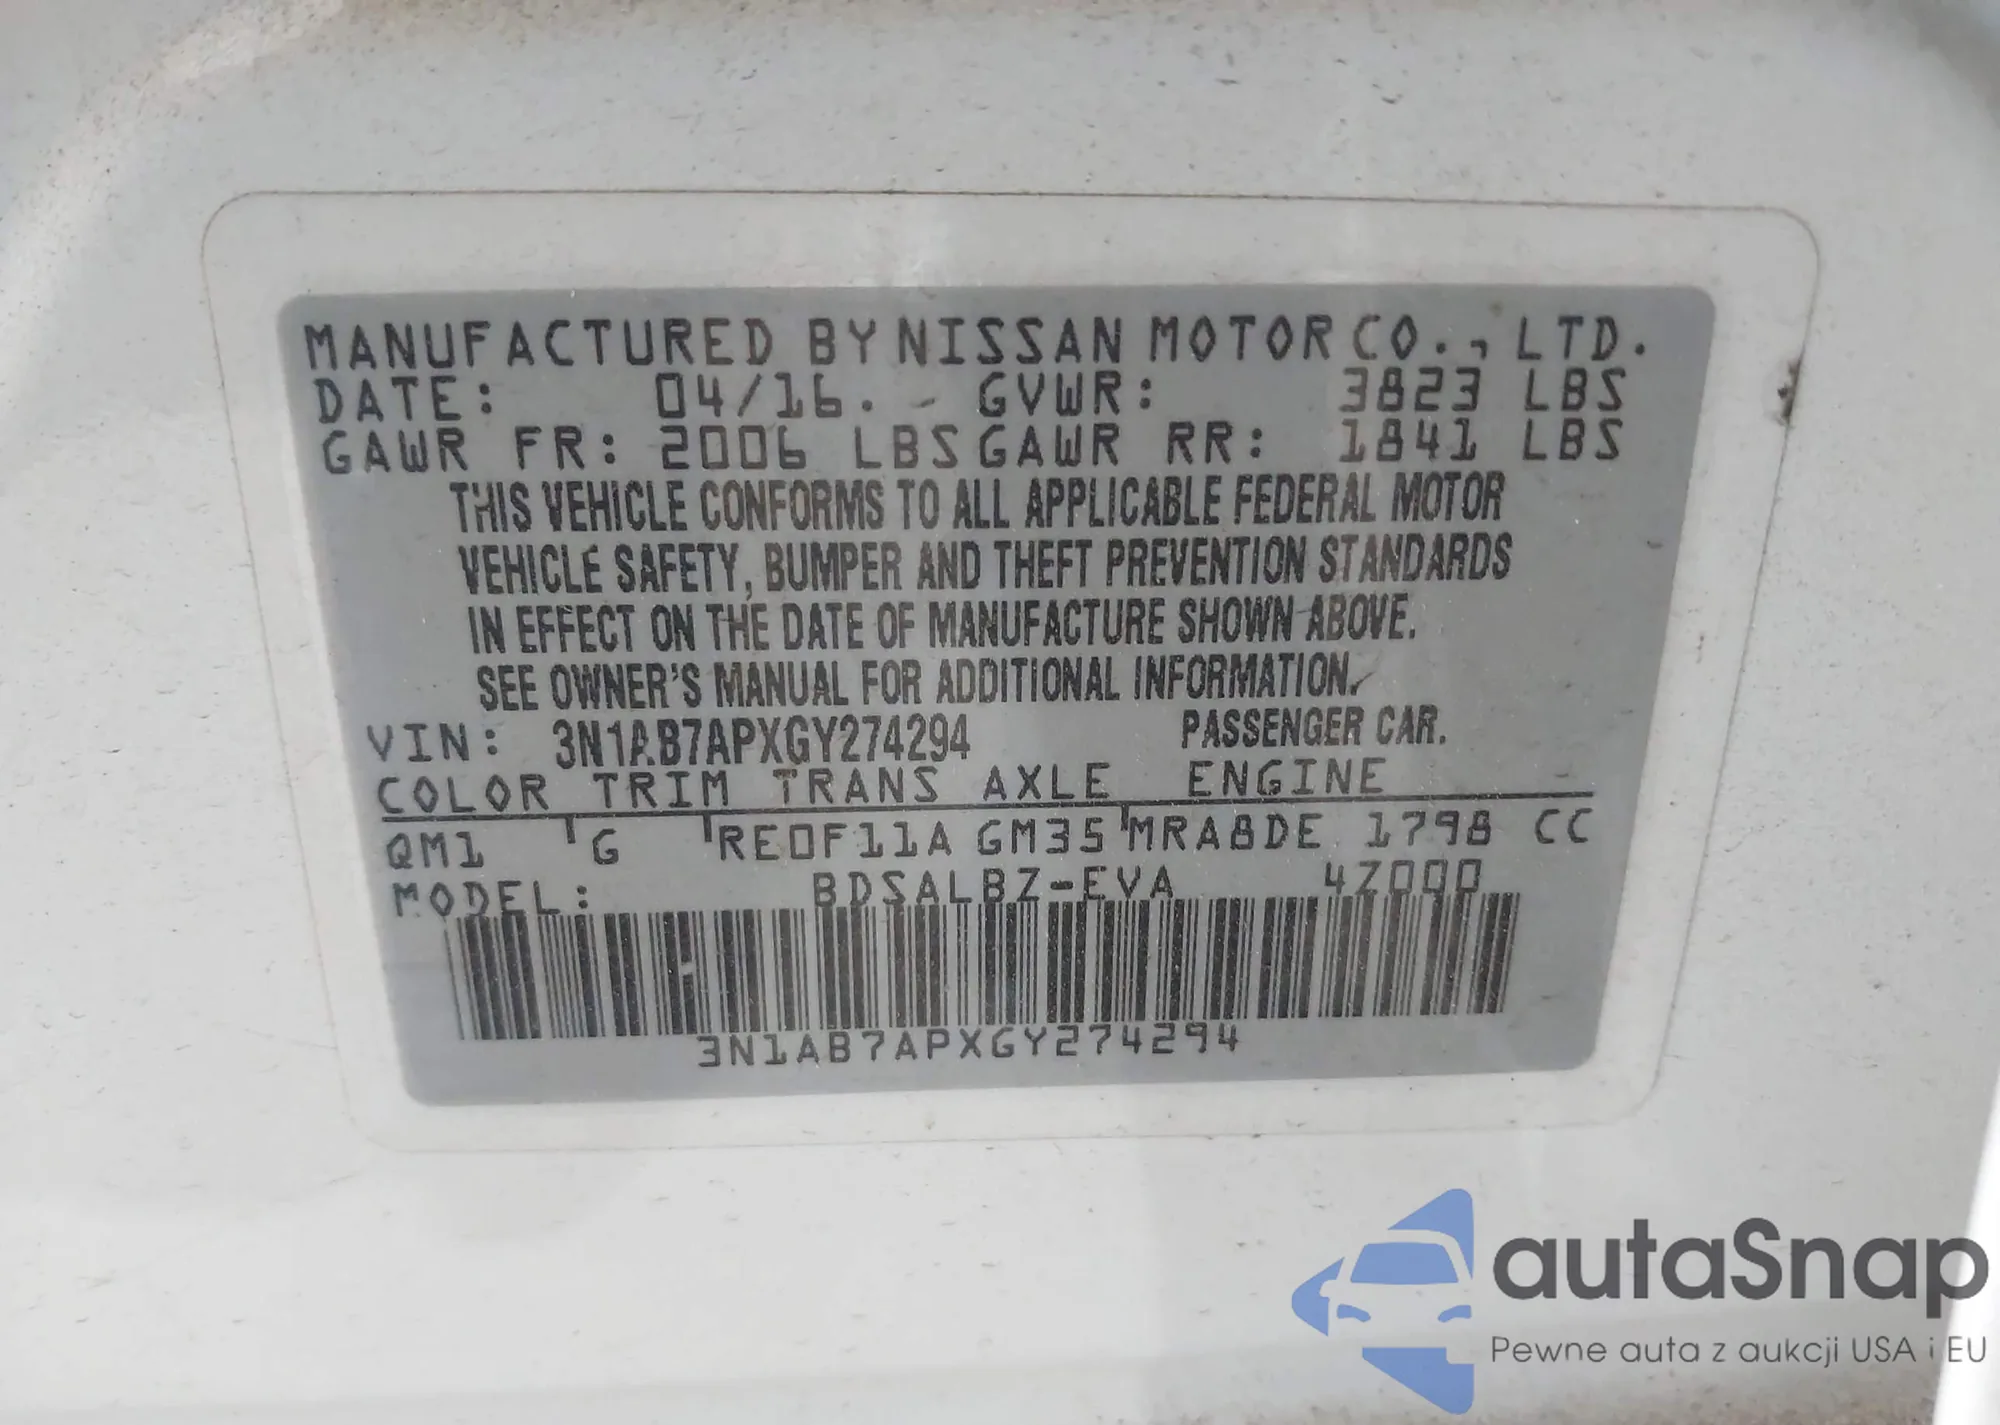 MANUFACTURED BY NISSAN MOTOR CO., LTD.
DATE: 04/16. GVWR: 3823 LBS
GAWR FR: 2006 LBS GAWR RR: 1841 LBS
THIS VEHICLE CONFORMS TO ALL APPLICABLE FEDERAL MOTOR
VEHICLE SAFETY, BUMPER AND THEFT PREVENTION STANDARDS
IN EFFECT ON THE DATE OF MANUFACTURE SHOWN ABOVE.
SEE OWNER'S MANUAL FOR ADDITIONAL INFORMATION.
VIN: 3N1AB7APXGY274294 PASSENGER CAR.
COLOR TRIM TRANS AXLE ENGINE
QM1 G RE0F11A GM35 MRA8DE 1798 CC
MODEL: BDSALBZ-EVA 4Z000
3N1AB7APXGY274294
autaSnap
Pewne auta z aukcji USA i EU